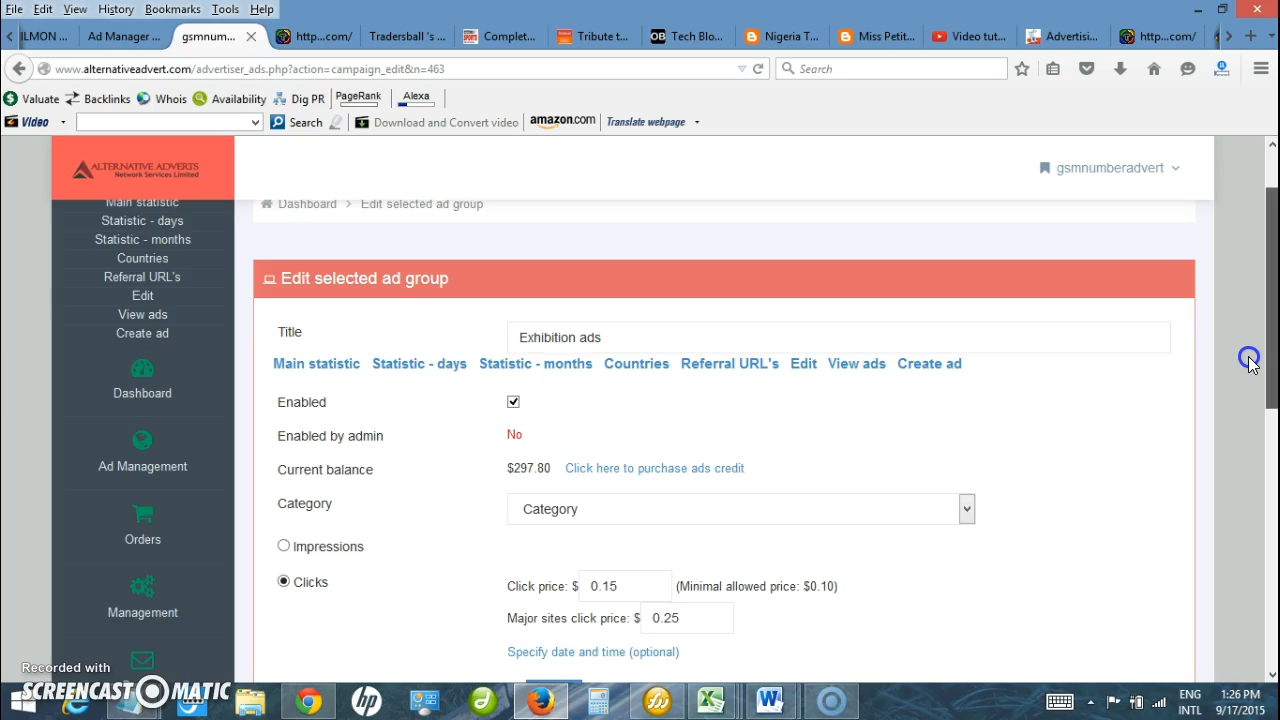 File Edit View History Bookmarks Tools Help
ILMON ... Ad Manager ... gsmnum... http...com/ Tradersball 's ... Complet... Tribute t... Tech Blo... Nigeria T... Miss Petit... Video tut... Advertisi... http...com/
www.alternativeadvert.com/advertiser_ads.php?action=campaign_edit&n=463 Search
Valuate Backlinks Whois Availability Dig PR PageRank Alexa
Video Search Download and Convert video amazon.com Translate webpage
ALTERNATIVE ADVERTS
Network Services Limited
gsmnumberadvert
Main statistic
Statistic - days
Statistic - months
Countries
Referral URL's
Edit
View ads
Create ad
Dashboard
Ad Management
Orders
Management
Dashboard > Edit selected ad group
Edit selected ad group
Title Exhibition ads
Main statistic Statistic - days Statistic - months Countries Referral URL's Edit View ads Create ad
Enabled
Enabled by admin No
Current balance $297.80 Click here to purchase ads credit
Category Category
Impressions
Clicks Click price: $ 0.15 (Minimal allowed price: $0.10)
Major sites click price: $ 0.25
Specify date and time (optional)
Recorded with
SCREENCAST O MATIC
ENG 1:26 PM
INTL 9/17/2015